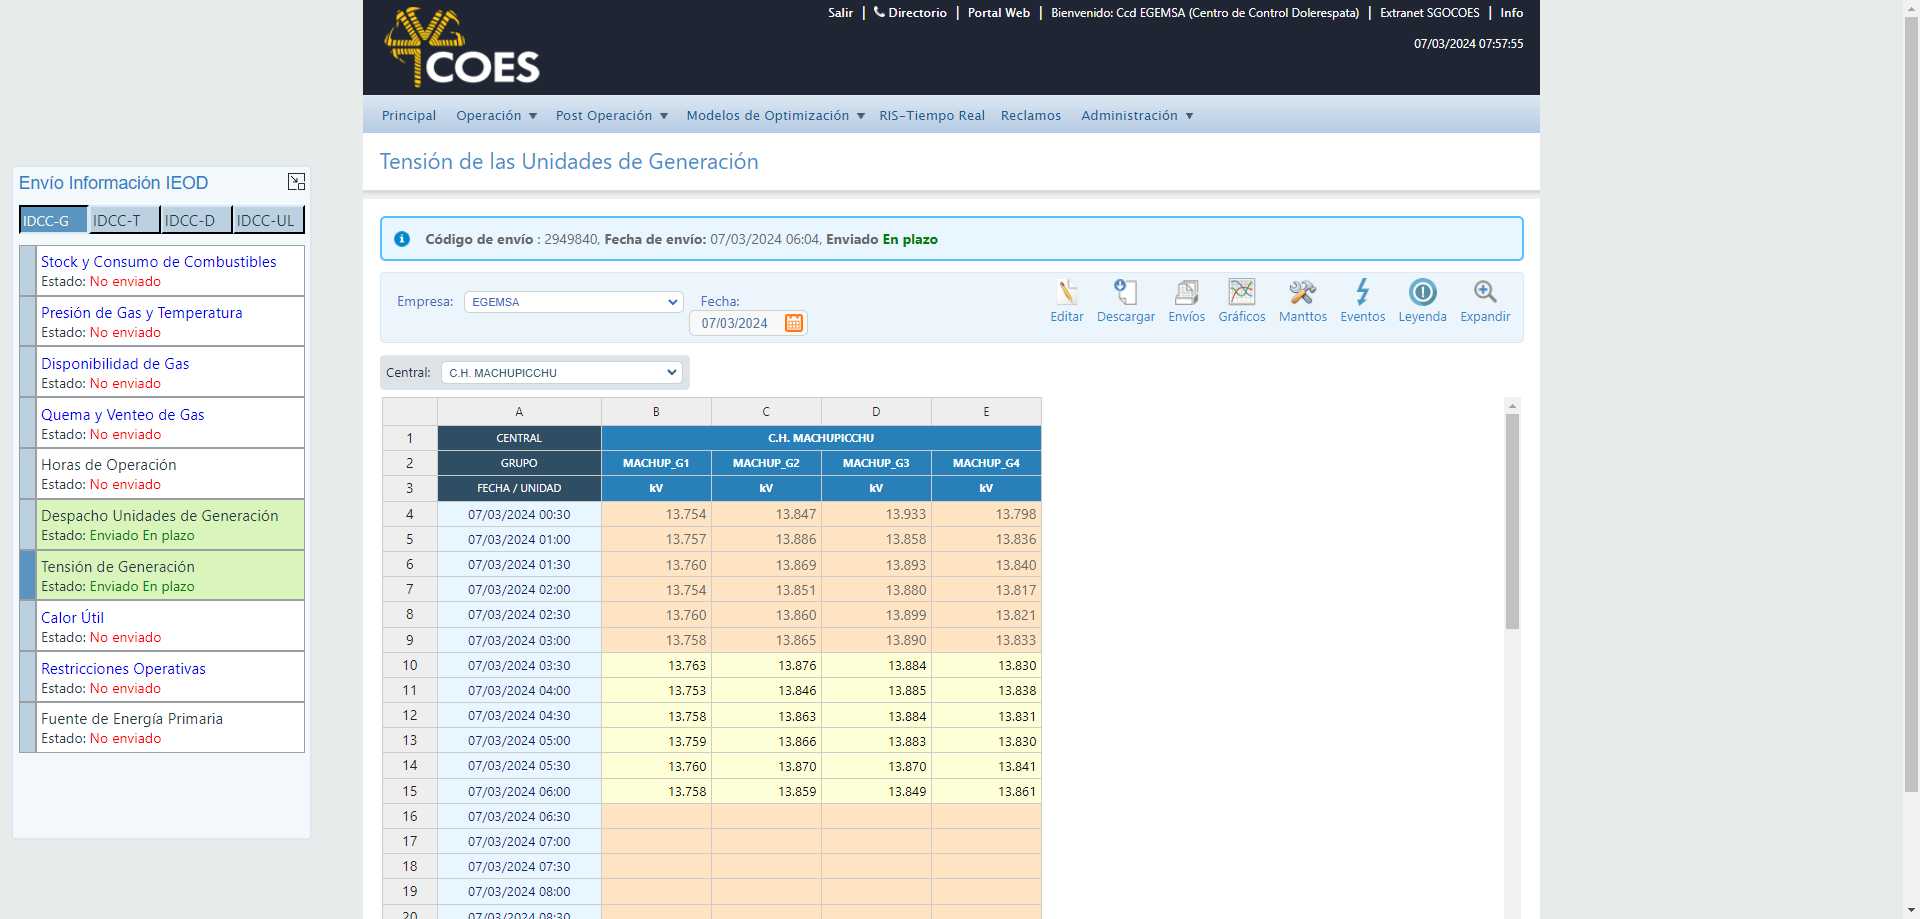 Salir | Directorio | Portal Web | Bienvenido: Ccd EGEMSA (Centro de Control Dolerespata) | Extranet SGOCOES | Info
07/03/2024 07:57:55
COES
Principal Operación ▼ Post Operación ▼ Modelos de Optimización ▼ RIS-Tiempo Real Reclamos Administración ▼
Tensión de las Unidades de Generación
Envío Información IEOD
IDCC-G IDCC-T IDCC-D IDCC-UL
Stock y Consumo de Combustibles
Estado: No enviado
Presión de Gas y Temperatura
Estado: No enviado
Disponibilidad de Gas
Estado: No enviado
Quema y Venteo de Gas
Estado: No enviado
Horas de Operación
Estado: No enviado
Despacho Unidades de Generación
Estado: Enviado En plazo
Tensión de Generación
Estado: Enviado En plazo
Calor Útil
Estado: No enviado
Restricciones Operativas
Estado: No enviado
Fuente de Energía Primaria
Estado: No enviado
Código de envío : 2949840, Fecha de envío: 07/03/2024 06:04, Enviado En plazo
Empresa: EGEMSA Fecha:
07/03/2024
Editar Descargar Envíos Gráficos Manttos Eventos Leyenda Expandir
Central: C.H. MACHUPICCHU
A B C D E
1 CENTRAL C.H. MACHUPICCHU
2 GRUPO MACHUP_G1 MACHUP_G2 MACHUP_G3 MACHUP_G4
3 FECHA / UNIDAD kV kV kV kV
4 07/03/2024 00:30 13.754 13.847 13.933 13.798
5 07/03/2024 01:00 13.757 13.886 13.858 13.836
6 07/03/2024 01:30 13.760 13.869 13.893 13.840
7 07/03/2024 02:00 13.754 13.851 13.880 13.817
8 07/03/2024 02:30 13.760 13.860 13.899 13.821
9 07/03/2024 03:00 13.758 13.865 13.890 13.833
10 07/03/2024 03:30 13.763 13.876 13.884 13.830
11 07/03/2024 04:00 13.753 13.846 13.885 13.838
12 07/03/2024 04:30 13.758 13.863 13.884 13.831
13 07/03/2024 05:00 13.759 13.866 13.883 13.830
14 07/03/2024 05:30 13.760 13.870 13.870 13.841
15 07/03/2024 06:00 13.758 13.859 13.849 13.861
16 07/03/2024 06:30
17 07/03/2024 07:00
18 07/03/2024 07:30
19 07/03/2024 08:00
20 07/03/2024 08:30